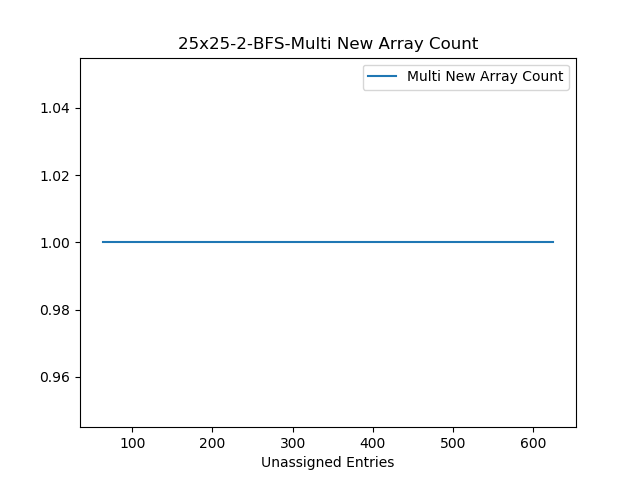 25x25-2-BFS-Multi New Array Count
Multi New Array Count
1.04
1.02
1.00
0.98
0.96
100 200 300 400 500 600
Unassigned Entries